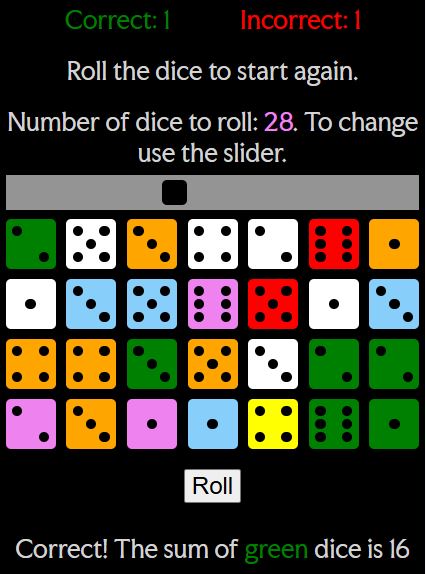 Correct: 1 Incorrect: 1
Roll the dice to start again.
Number of dice to roll: 28. To change
use the slider.
Roll
Correct! The sum of green dice is 16